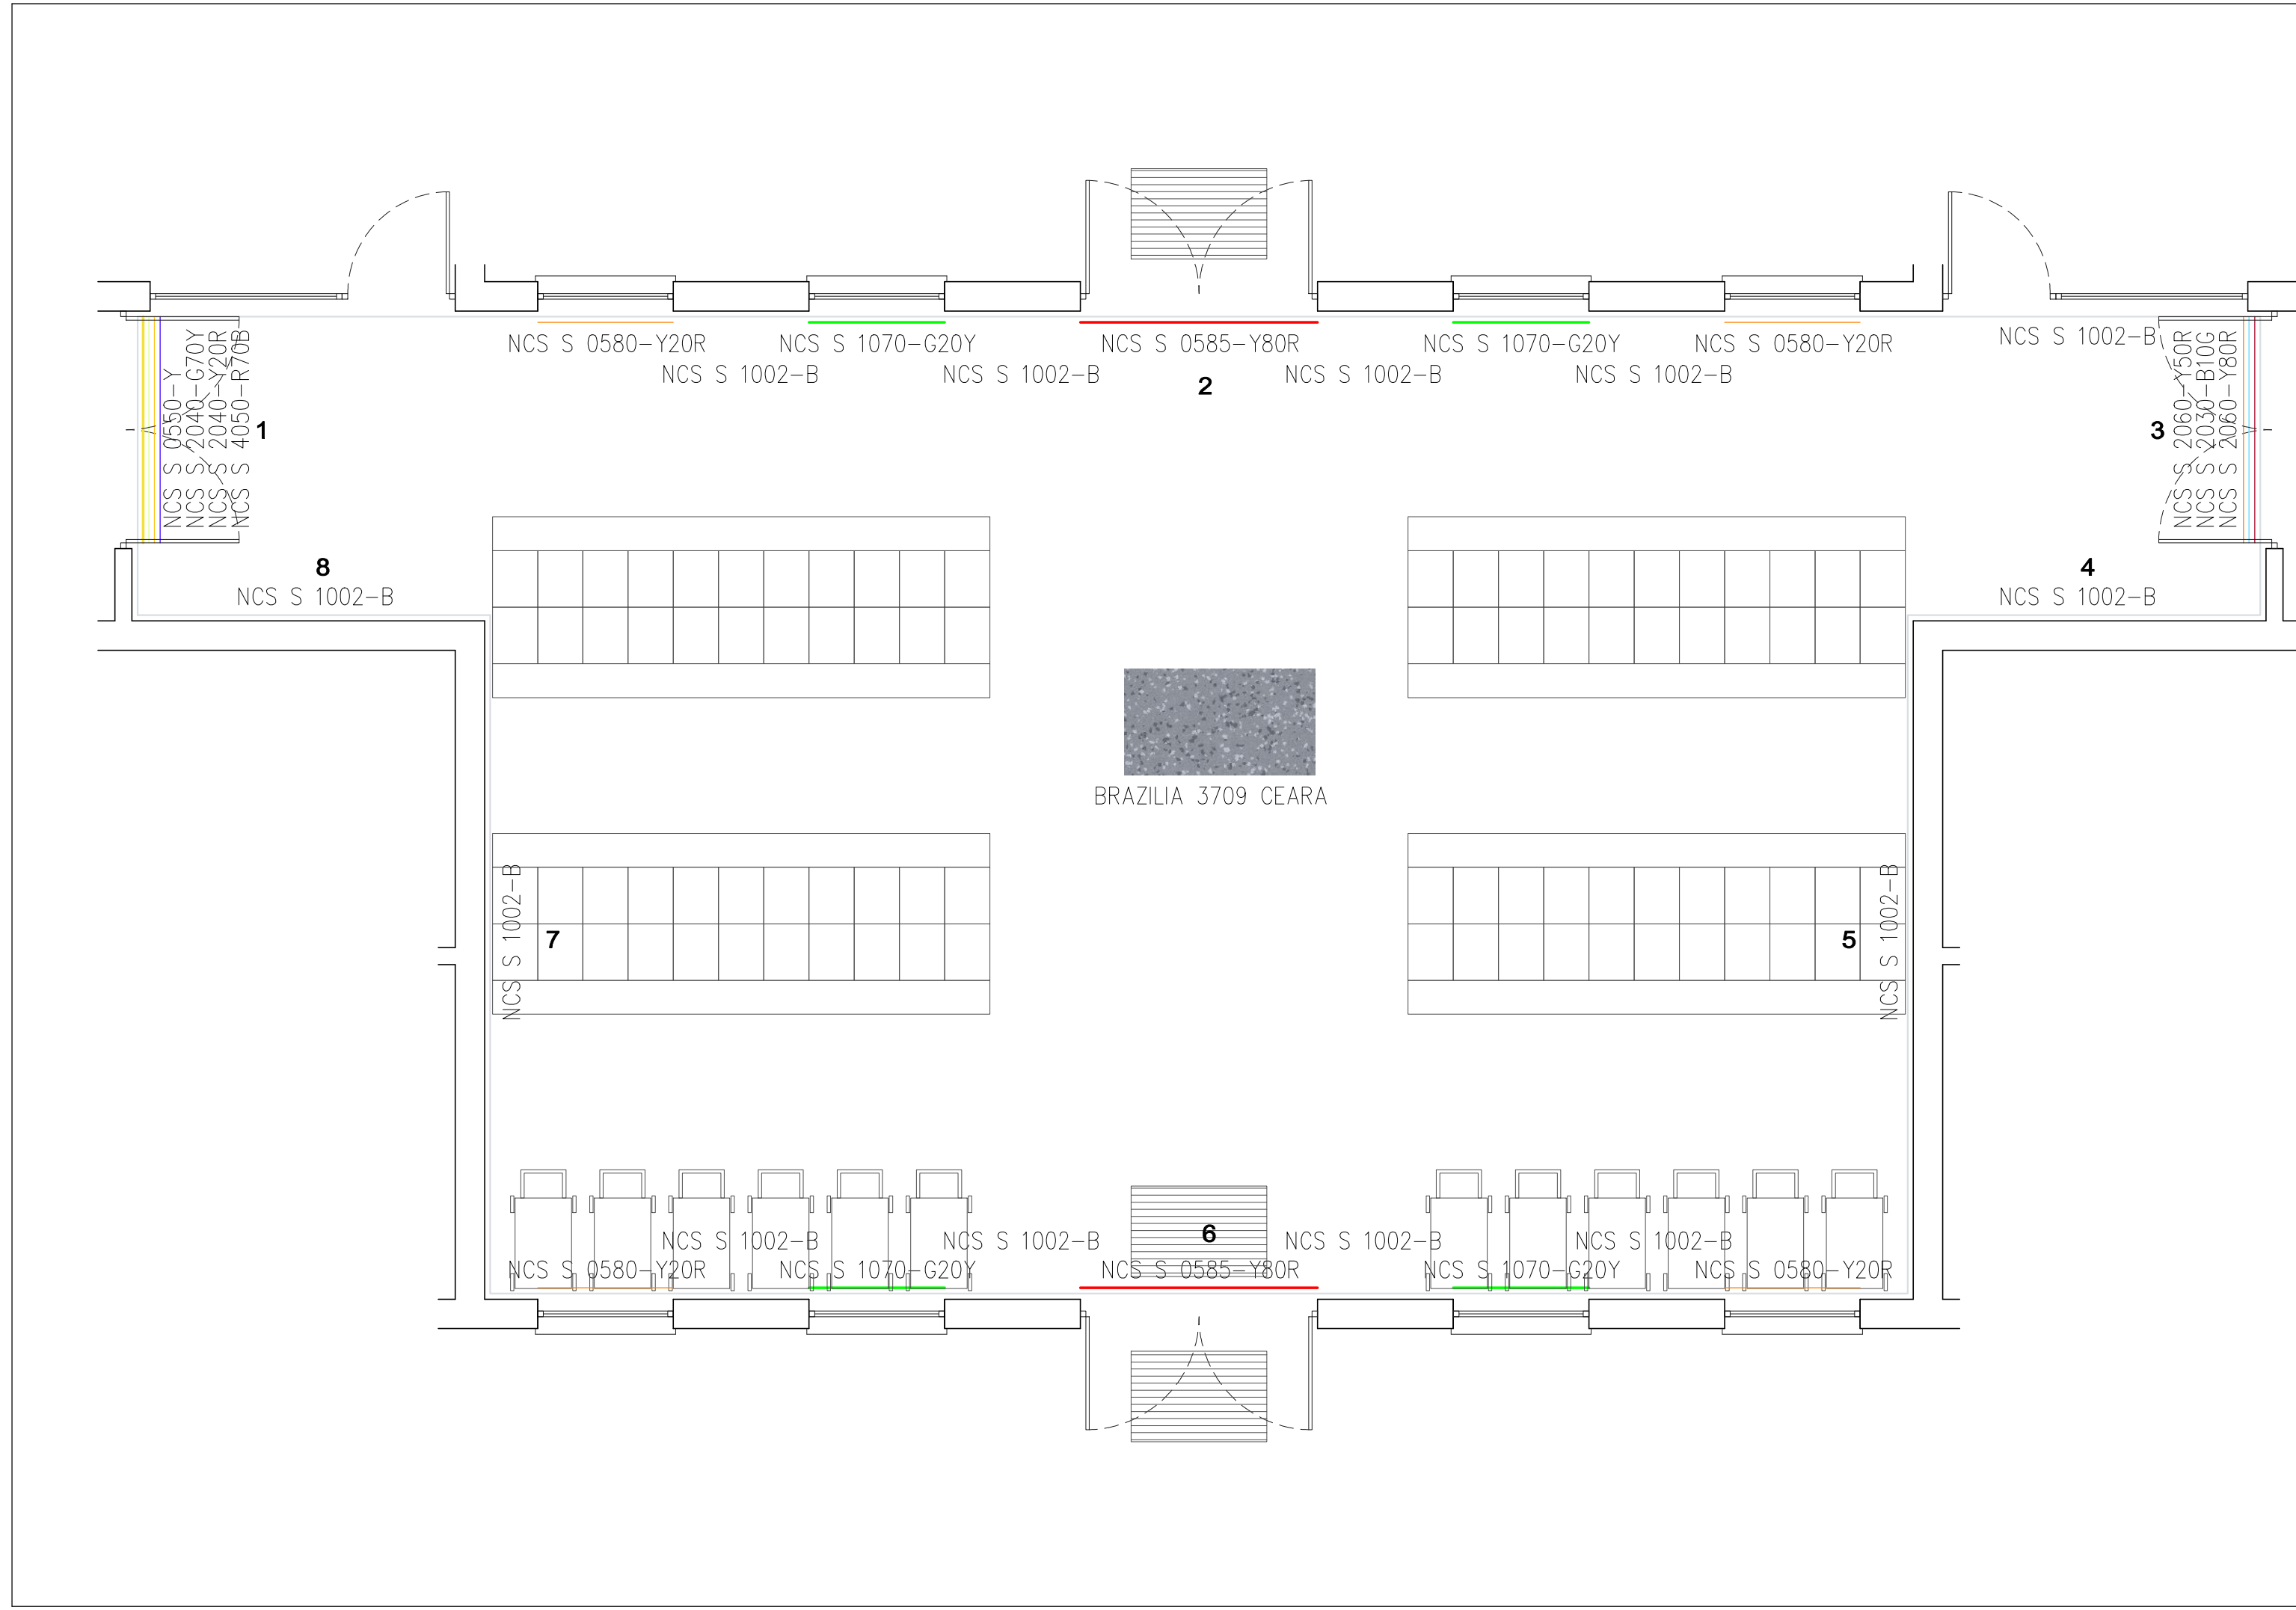 NCS S 0580-Y20R
NCS S 1070-G20Y
NCS S 0585-Y80R
NCS S 1070-G20Y
NCS S 0580-Y20R
NCS S 1002-B
NCS S 1002-B
NCS S 1002-B
2
NCS S 1002-B
NCS S 1002-B
NCS S 0550-Y
NCS S 2040-G70Y
NCS S 2040-Y20R
NCS S 4050-R70B
1
3
NCS S 2060-Y50R
NCS S 2030-B10G
NCS S 2060-Y80R
8
NCS S 1002-B
4
NCS S 1002-B
BRAZILIA 3709 CEARA
NCS S 1002-B
7
5
NCS S 1002-B
NCS S 1002-B
NCS S 1002-B
6
NCS S 1002-B
NCS S 1002-B
NCS S 0580-Y20R
NCS S 1070-G20Y
NCS S 0585-Y80R
NCS S 1070-G20Y
NCS S 0580-Y20R